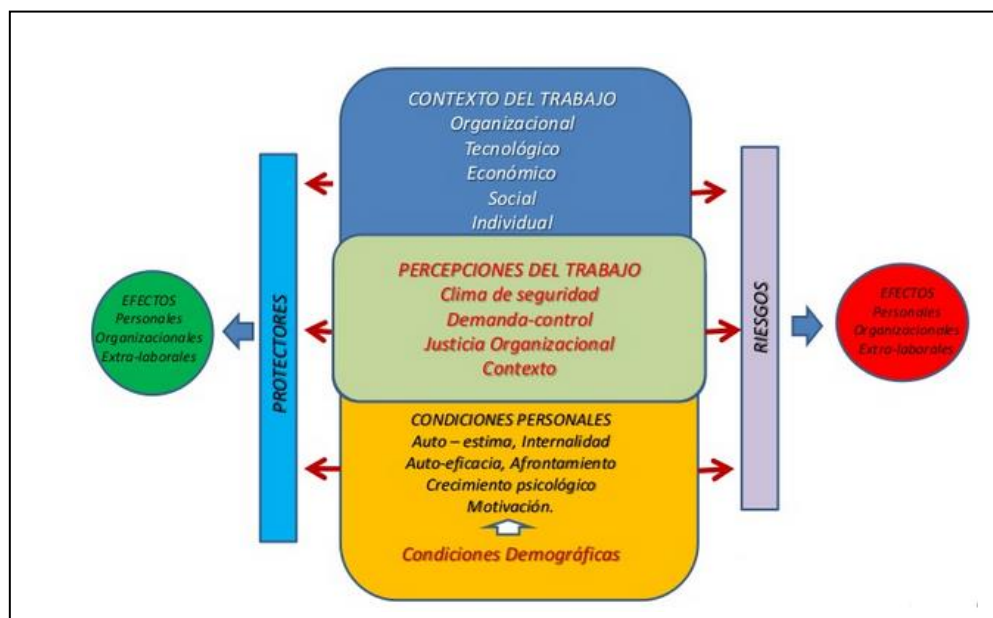 CONTEXTO DEL TRABAJO
Organizacional
Tecnológico
Económico
Social
Individual
PERCEPCIONES DEL TRABAJO
Clima de seguridad
Demanda-control
Justicia Organizacional
Contexto
CONDICIONES PERSONALES
Auto – estima, Internalidad
Auto-eficacia, Afrontamiento
Crecimiento psicológico
Motivación.
Condiciones Demográficas
PROTECTORES
EFECTOS
Personales
Organizacionales
Extra-laborales
RIESGOS
EFECTOS
Personales
Organizacionales
Extra-laborales